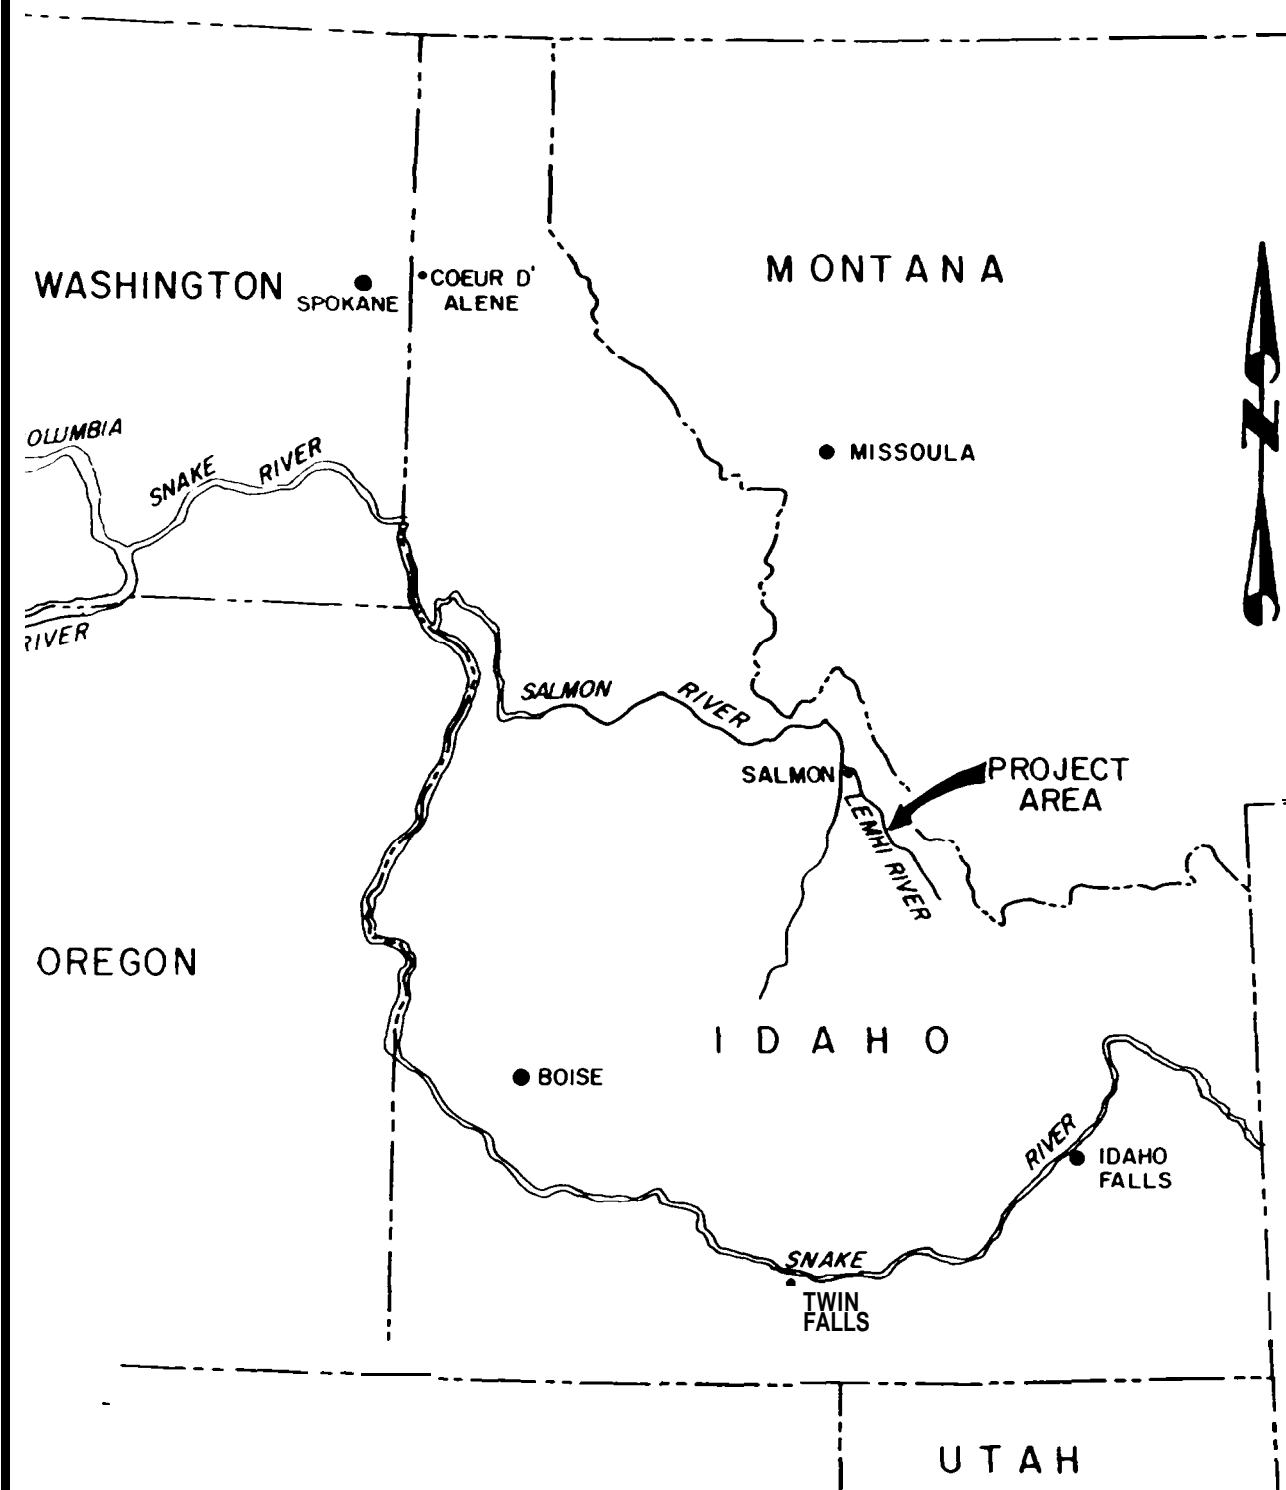 WASHINGTON
SPOKANE
COEUR D'
ALENE
MONTANA
N
OLUMBIA
SNAKE RIVER
MISSOULA
RIVER
SALMON RIVER
SALMON
PROJECT
AREA
LEMHI RIVER
OREGON
IDAHO
BOISE
RIVER
IDAHO
FALLS
SNAKE
TWIN
FALLS
UTAH